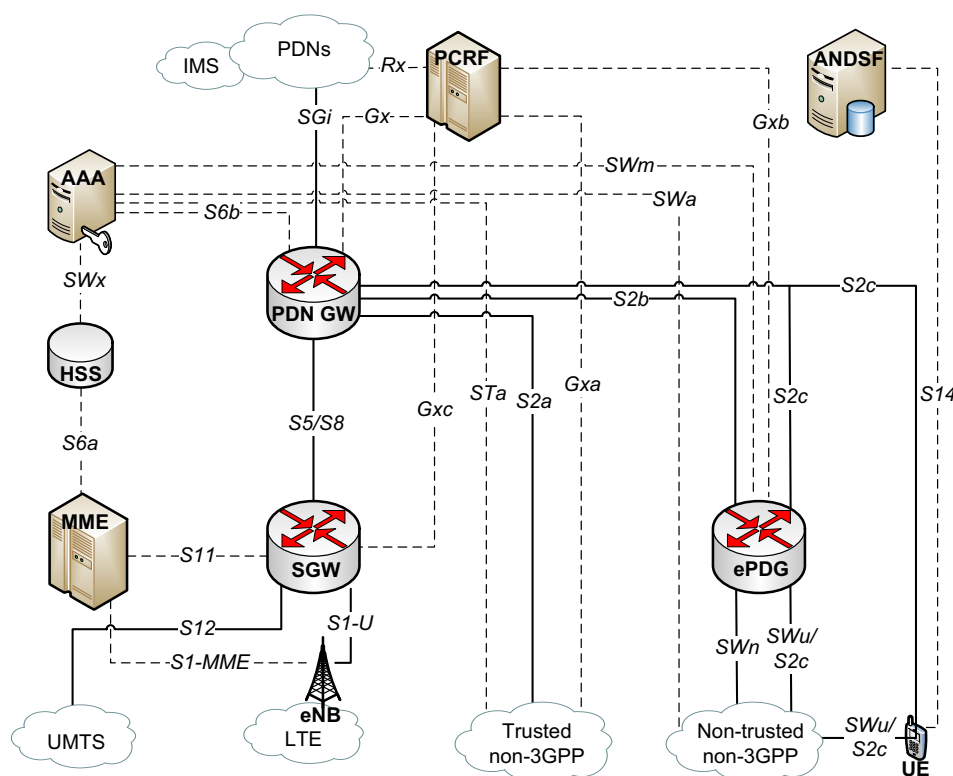 PDNs
IMS
Rx
PCRF
ANDSF
SGi
Gx
Gxb
AAA
SWm
SWa
S6b
SWx
PDN GW
S2b
S2c
HSS
STa
S2a
Gxa
S2c
S14
S5/S8
Gxc
S6a
MME
S11
SGW
ePDG
S12
S1-U
SWn
SWu/
S2c
S1-MME
eNB
UMTS
LTE
Trusted
non-3GPP
Non-trusted
non-3GPP
SWu/
S2c
UE